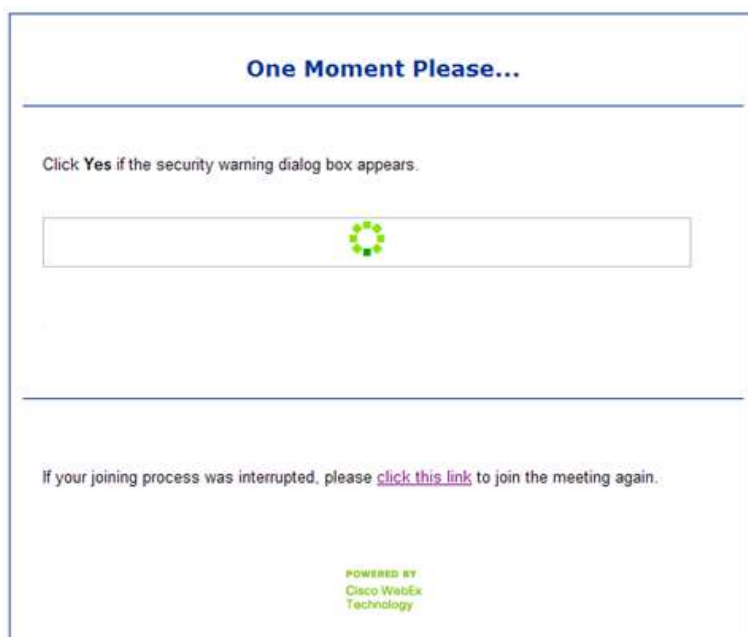 One Moment Please...
Click Yes if the security warning dialog box appears.
If your joining process was interrupted, please click this link to join the meeting again.
POWERED BY
Cisco WebEx
Technology